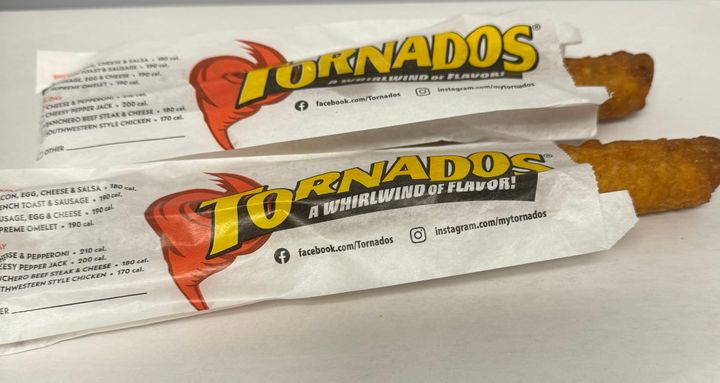 EGG, CHEESE & SALSA • 180 cal.
TOAST & SAUSAGE • 190 cal.
EGG & CHEESE • 190 cal.
SUPREME OMELET • 190 cal.
CHEESE & PEPPERONI •
CHEESY PEPPER JACK • 200 cal.
RANCHERO BEEF STEAK & CHEESE • 180 cal.
SOUTHWESTERN STYLE CHICKEN • 170 cal.
OTHER
TORNADOS®
A WHIRLWIND OF FLAVOR!
facebook.com/Tornados
instagram.com/mytornados
CON, EGG, CHEESE & SALSA • 180 cal.
ENCH TOAST & SAUSAGE • 190 cal.
USAGE, EGG & CHEESE • 190 cal.
PREME OMELET • 190 cal.
& PEPPERONI • 210 cal.
EESY PEPPER JACK • 200 cal.
NCHERO BEEF STEAK & CHEESE • 180 cal.
THWESTERN STYLE CHICKEN • 170 cal.
ER
TORNADOS®
A WHIRLWIND OF FLAVOR!
facebook.com/Tornados
instagram.com/mytornados